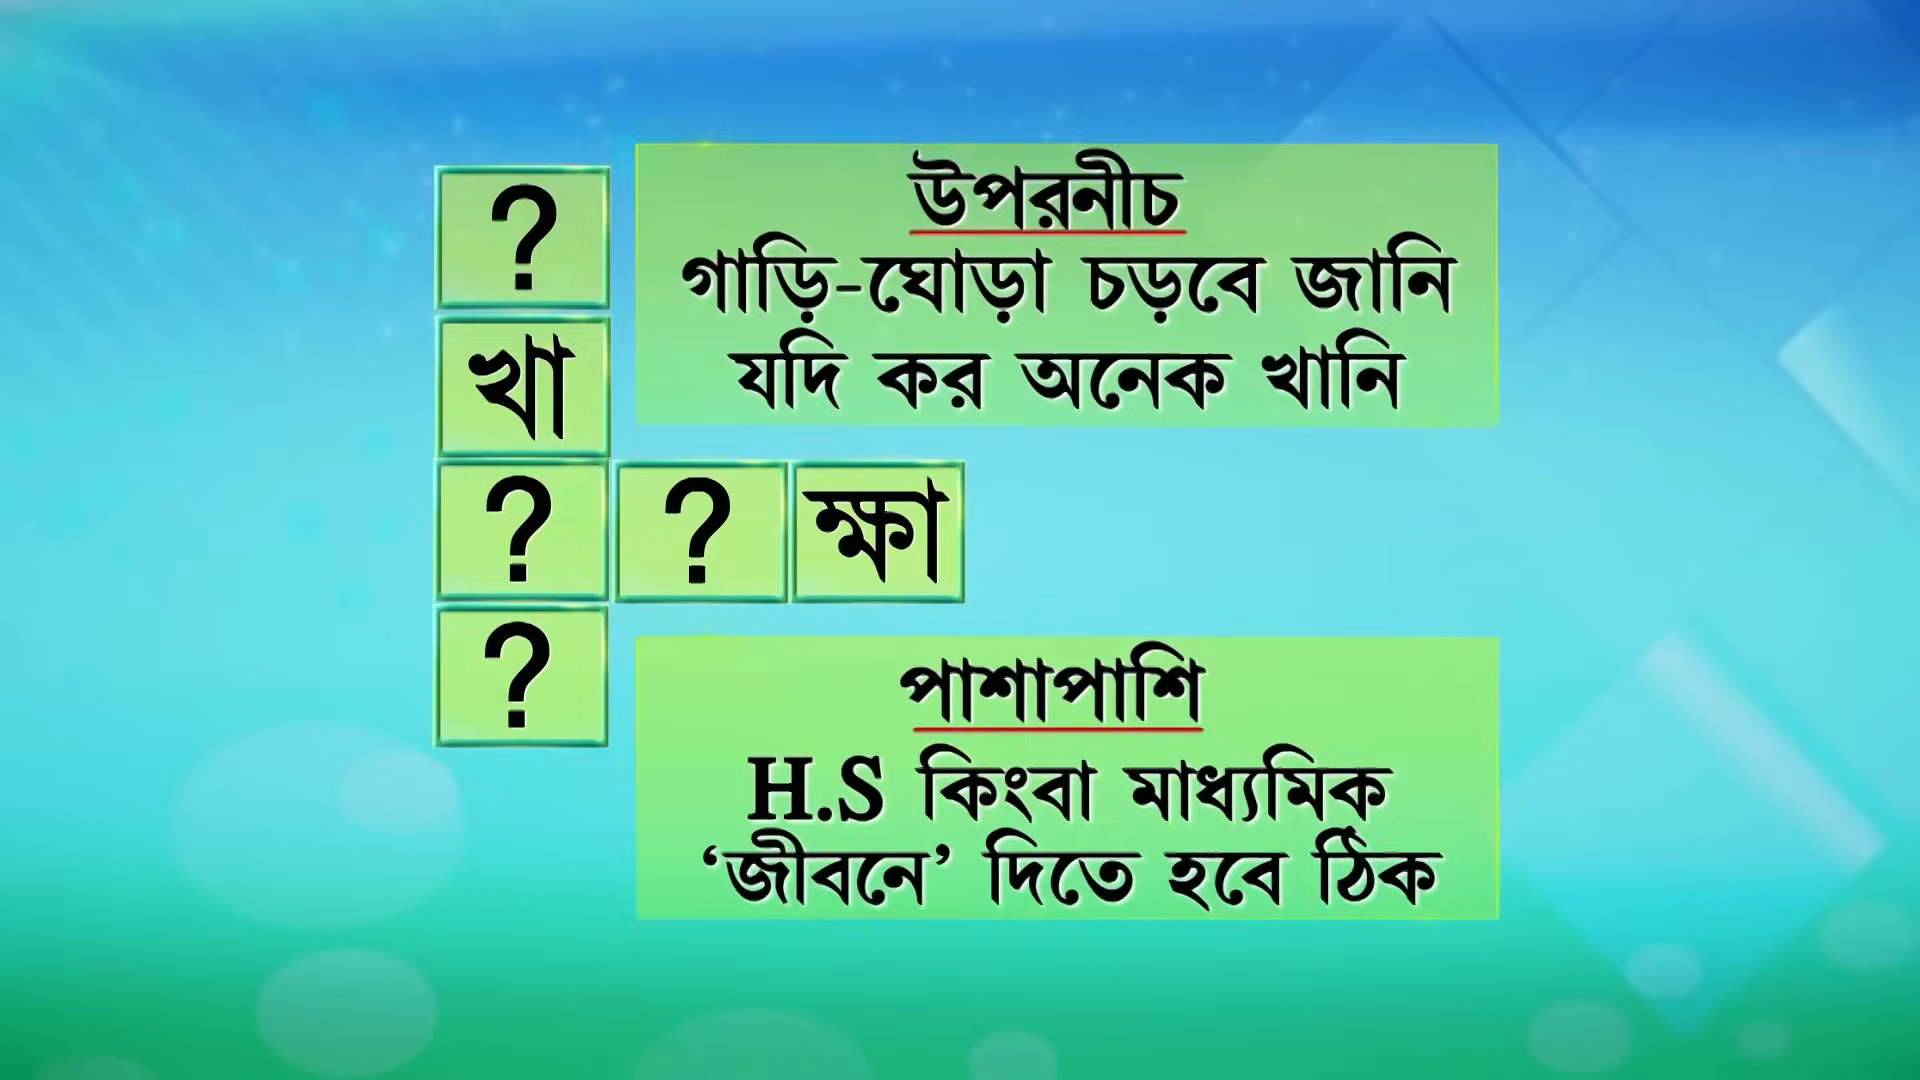 ?
উপরনীচ
গাড়ি-ঘোড়া চড়বে জানি
যদি কর অনেক খানি
খা
? ? ক্ষা
?
পাশাপাশি
H.S কিংবা মাধ্যমিক
‘জীবনে’ দিতে হবে ঠিক